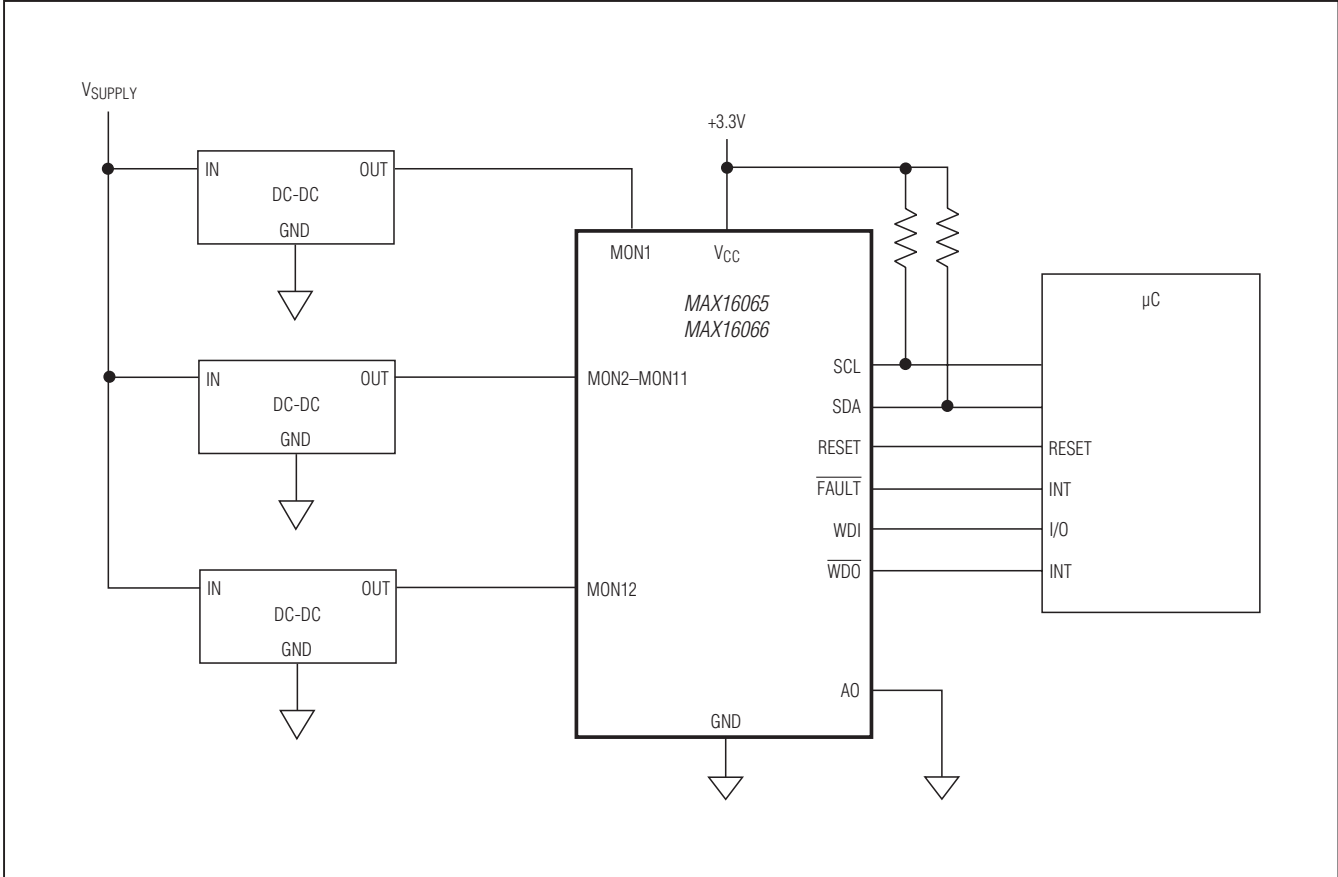 VSUPPLY
+3.3V
IN OUT
DC-DC
GND
MON1 VCC
MAX16065
MAX16066
µC
IN OUT
DC-DC
GND
MON2–MON11
SCL
SDA
RESET RESET
FAULT INT
WDI I/O
WDO INT
IN OUT
DC-DC
GND
MON12
AO
GND